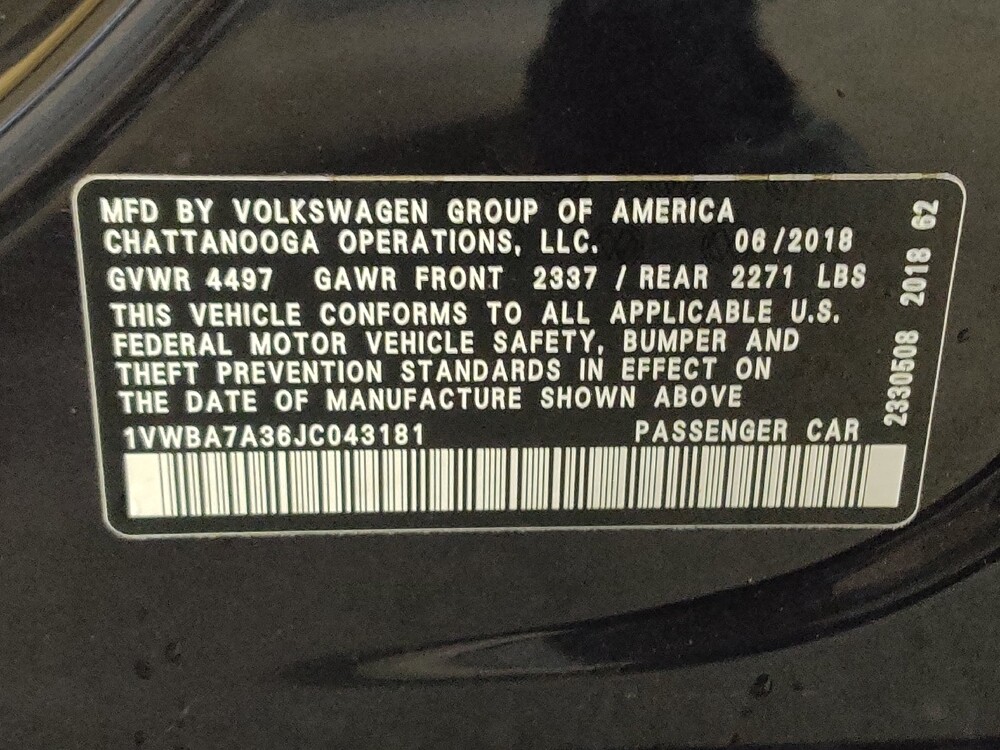 MFD BY VOLKSWAGEN GROUP OF AMERICA
CHATTANOOGA OPERATIONS, LLC. 06/2018
GVWR 4497 GAWR FRONT 2337 / REAR 2271 LBS
THIS VEHICLE CONFORMS TO ALL APPLICABLE U.S.
FEDERAL MOTOR VEHICLE SAFETY, BUMPER AND
THEFT PREVENTION STANDARDS IN EFFECT ON
THE DATE OF MANUFACTURE SHOWN ABOVE
1VWBA7A36JC043181 PASSENGER CAR
2330508 2018 62